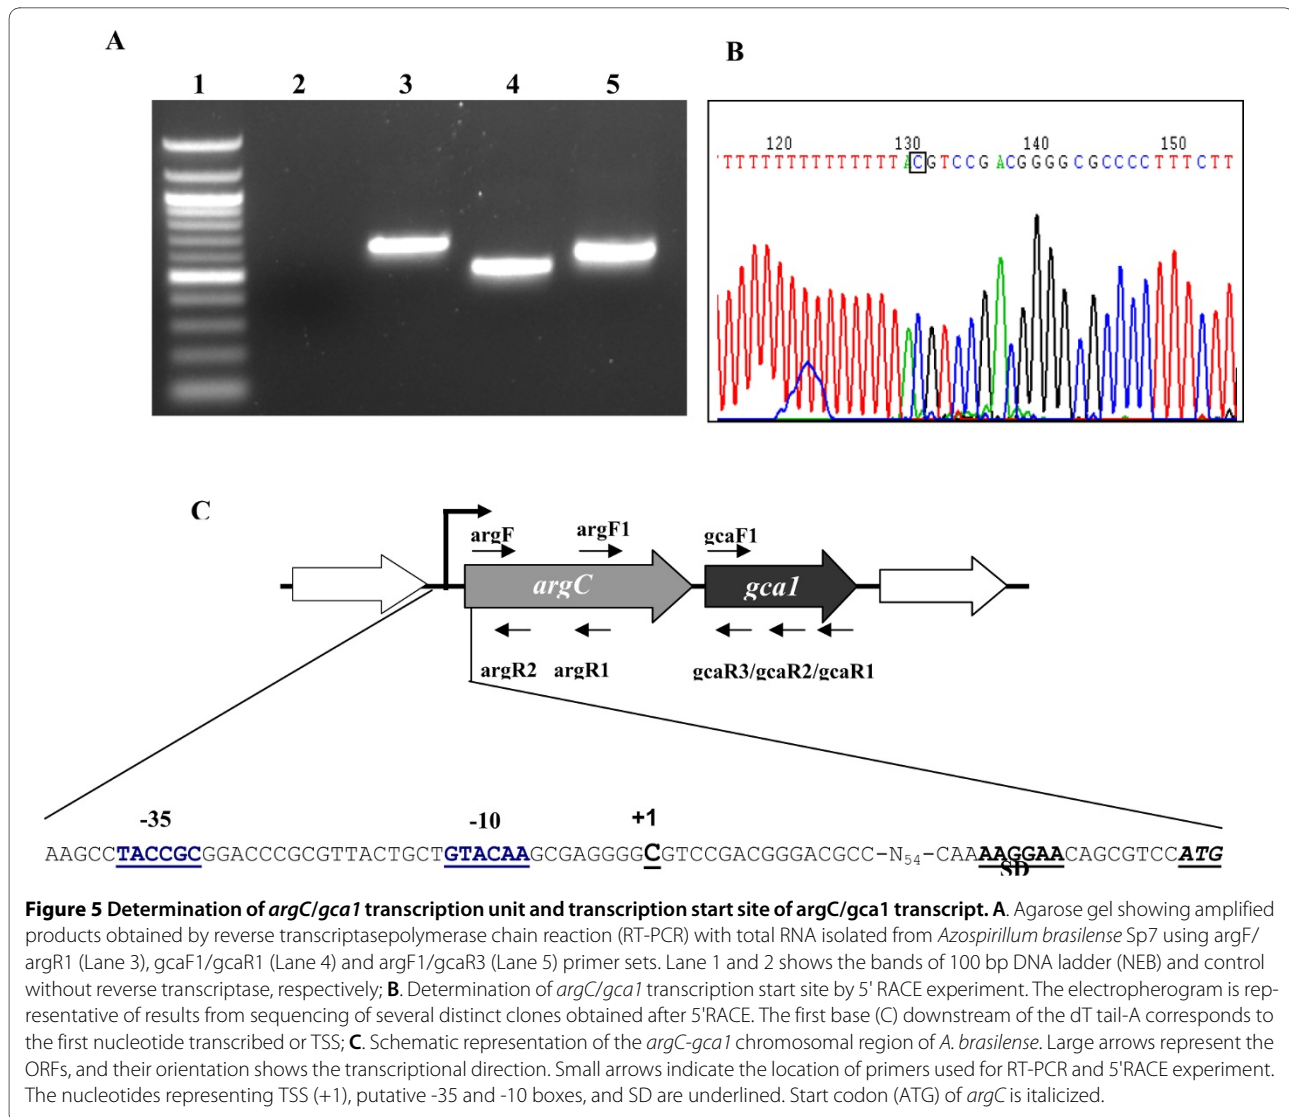 A
B
1 2 3 4 5
120 130 140 150
TTTTTTTTTTTTTTACGTCCGACGGGGCGCCCCTTTCTT
C
argF argF1 gcaF1
argC gca1
argR2 argR1 gcaR3/gcaR2/gcaR1
-35 -10 +1
AAGCCTACCGCGGACCCGCGTTACTGCTGTACAAGCGAGGGGCGTCCGACGGGACGCC-N54-CAAAAGGAACAGCGTCCATG
SD
Figure 5 Determination of argC/gca1 transcription unit and transcription start site of argC/gca1 transcript. A. Agarose gel showing amplified
products obtained by reverse transcriptasepolymerase chain reaction (RT-PCR) with total RNA isolated from Azospirillum brasilense Sp7 using argF/
argR1 (Lane 3), gcaF1/gcaR1 (Lane 4) and argF1/gcaR3 (Lane 5) primer sets. Lane 1 and 2 shows the bands of 100 bp DNA ladder (NEB) and control
without reverse transcriptase, respectively; B. Determination of argC/gca1 transcription start site by 5' RACE experiment. The electropherogram is rep-
resentative of results from sequencing of several distinct clones obtained after 5'RACE. The first base (C) downstream of the dT tail-A corresponds to
the first nucleotide transcribed or TSS; C. Schematic representation of the argC-gca1 chromosomal region of A. brasilense. Large arrows represent the
ORFs, and their orientation shows the transcriptional direction. Small arrows indicate the location of primers used for RT-PCR and 5'RACE experiment.
The nucleotides representing TSS (+1), putative -35 and -10 boxes, and SD are underlined. Start codon (ATG) of argC is italicized.